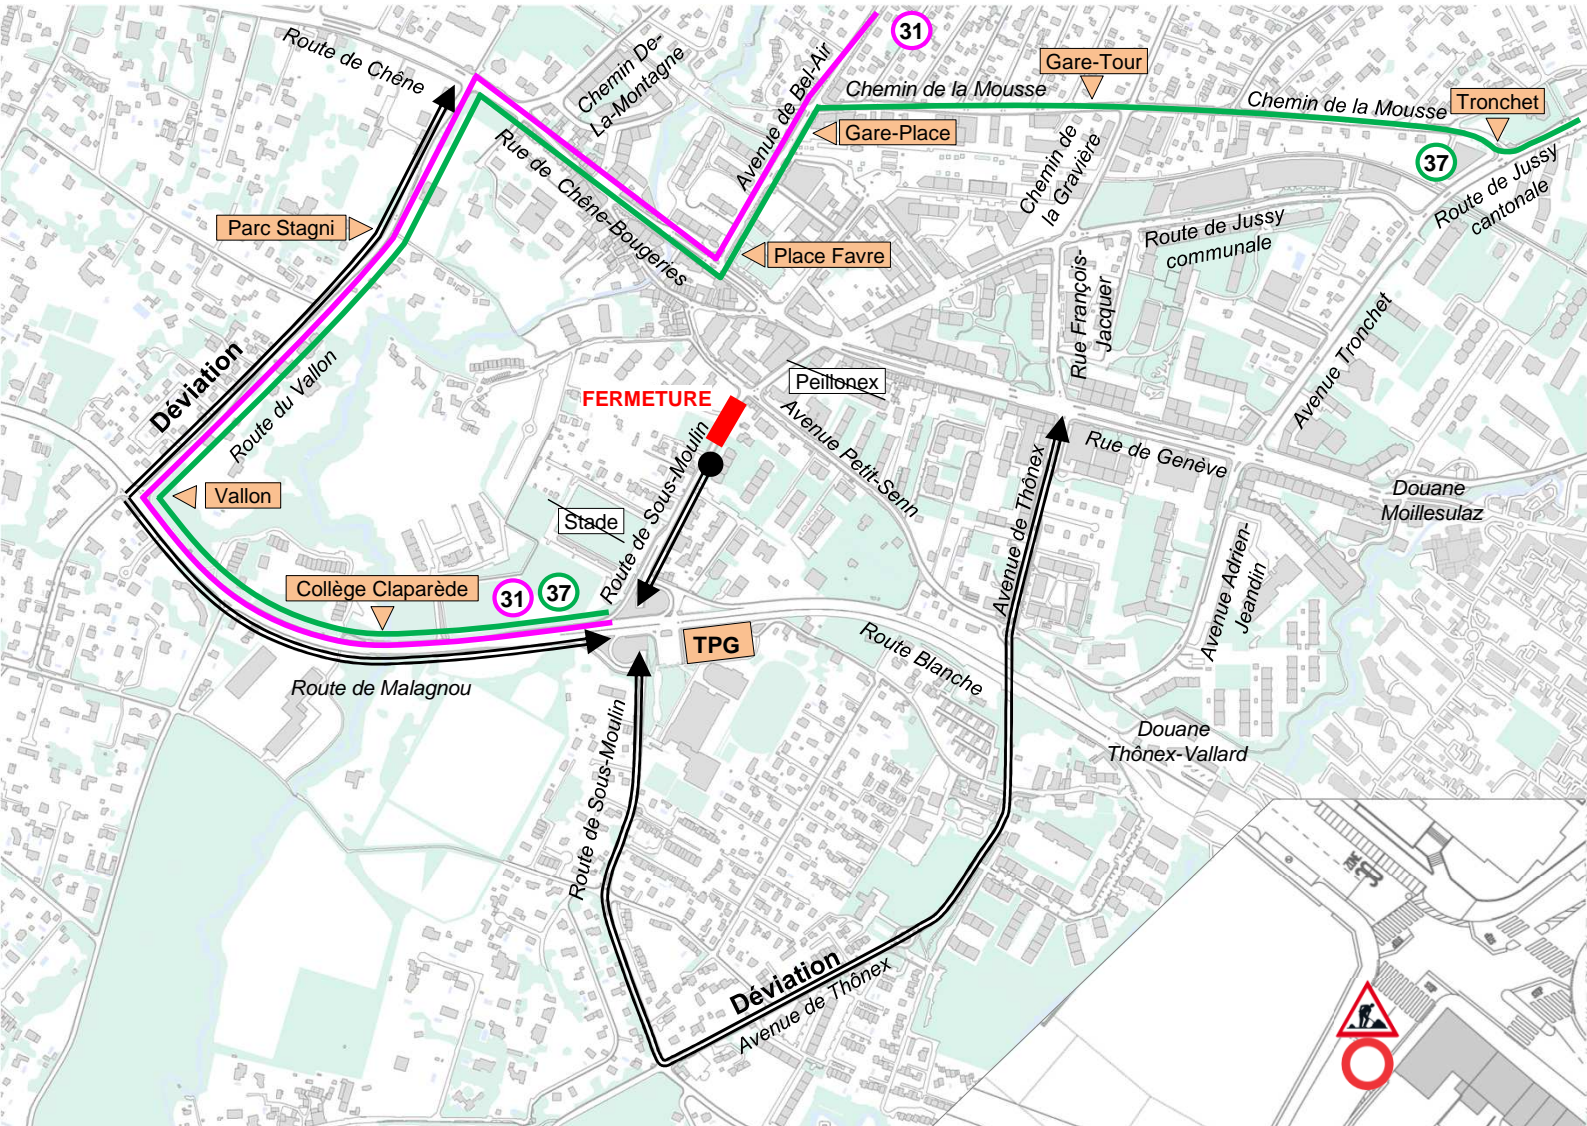 31
Route de Chêne
Chemin De-
La-Montagne
Avenue de Bel-Air
Gare-Tour
Chemin de la Mousse
Chemin de la Mousse
Tronchet
Gare-Place
37
Rue de Chêne-Bougeries
Chemin de
la Gravière
Route de Jussy
cantonale
Parc Stagni
Place Favre
Route de Jussy
communale
Rue François-
Jacquer
Déviation
Route du Vallon
Peillonex
FERMETURE
Avenue Tronchet
Avenue Petit-Senn
Rue de Genève
Vallon
Stade
Route de Sous-Moulin
Avenue de Thônex
Douane
Moillesulaz
Collège Claparède
31
37
Avenue Adrien-
Jeandin
TPG
Route Blanche
Route de Malagnou
Douane
Thônex-Vallard
Route de Sous-Moulin
Déviation
Avenue de Thônex